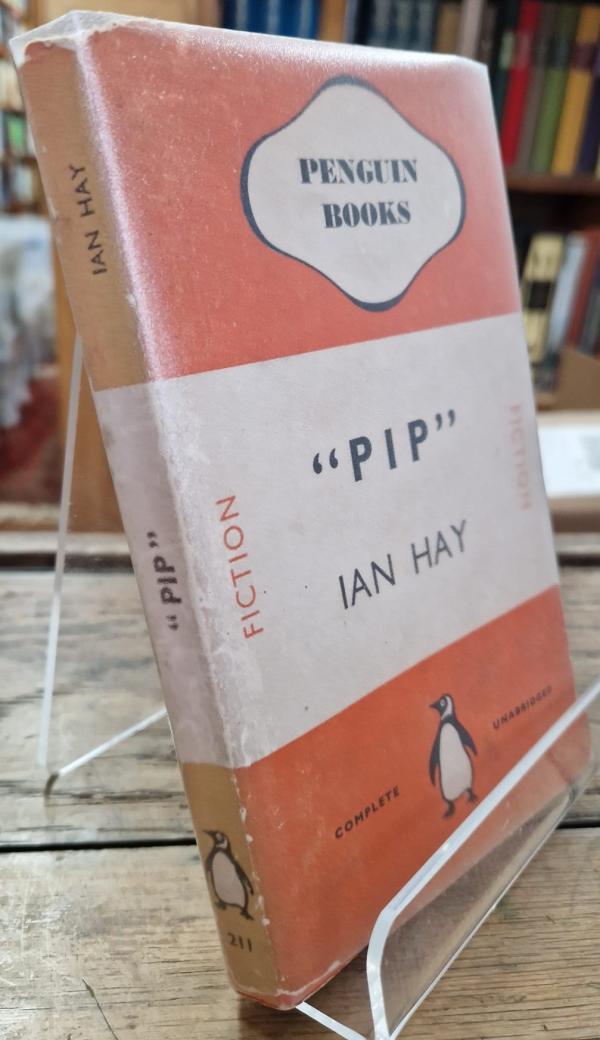 PENGUIN
BOOKS
"PIP"
IAN HAY
FICTION
FICTION
COMPLETE
UNABRIDGED
IAN HAY
"PIP"
211